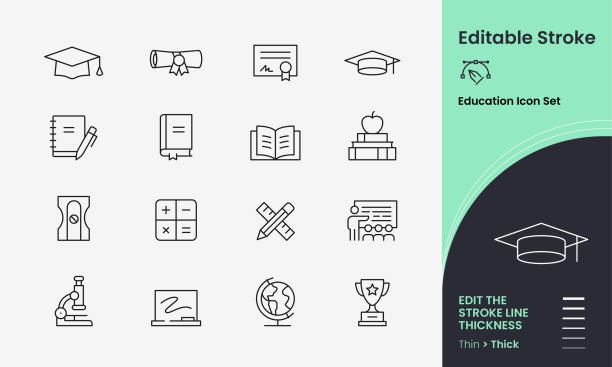 Editable Stroke
Education Icon Set
EDIT THE
STROKE LINE
THICKNESS
Thin > Thick